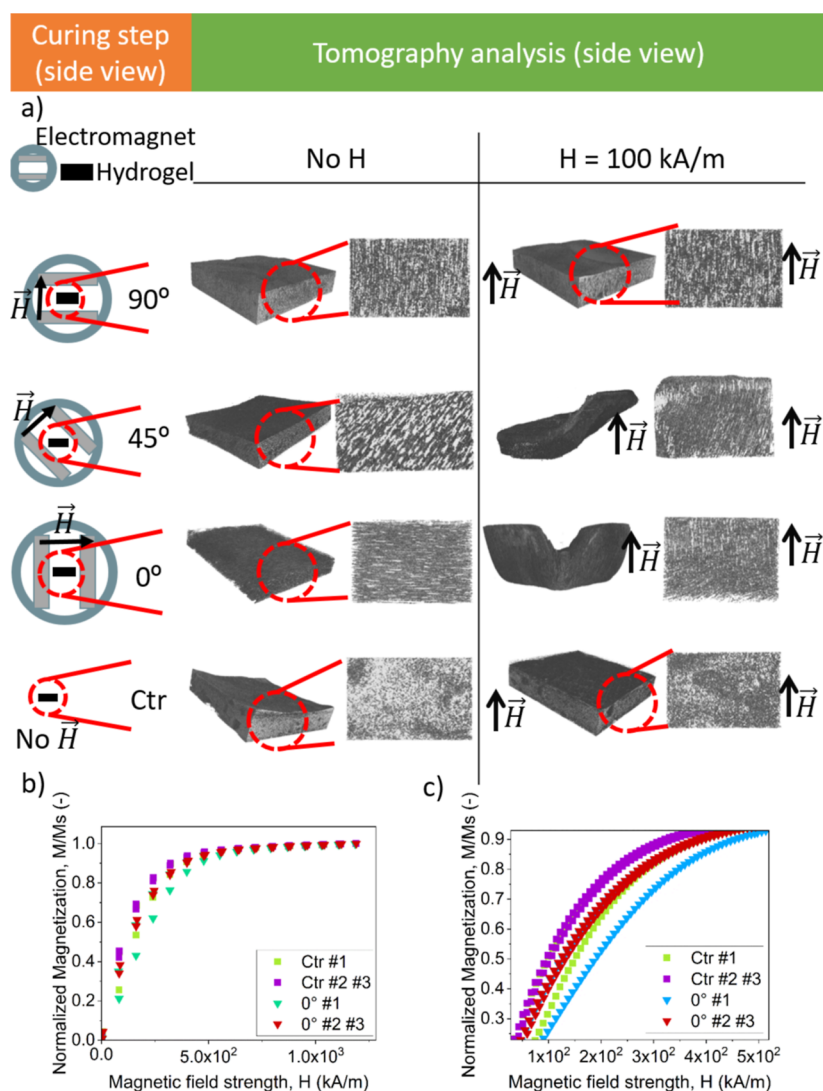 Curing step
(side view)
Tomography analysis (side view)
a)
Electromagnet
Hydrogel
No H
H = 100 kA/m
H⃗
90º
H⃗
H⃗
H⃗
45º
H⃗
H⃗
H⃗
0º
H⃗
H⃗
Ctr
No H⃗
H⃗
H⃗
b)
Normalized Magnetization, M/Ms (-)
1.0
0.8
0.6
0.4
0.2
0.0
0
5.0x10²
1.0x10³
Magnetic field strength, H (kA/m)
Ctr #1
Ctr #2 #3
0° #1
0° #2 #3
c)
Normalized Magnetization, M/Ms (-)
0.9
0.8
0.7
0.6
0.5
0.4
0.3
1x10²
2x10²
3x10²
4x10²
5x10²
Magnetic field strength, H (kA/m)
Ctr #1
Ctr #2 #3
0° #1
0° #2 #3